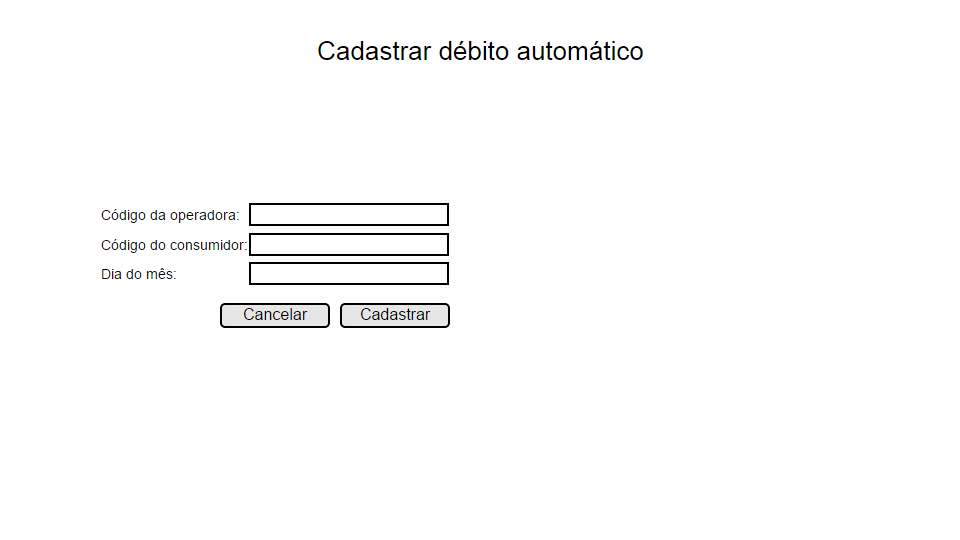 Cadastrar débito automático
Código da operadora:
Código do consumidor:
Dia do mês:
Cancelar Cadastrar